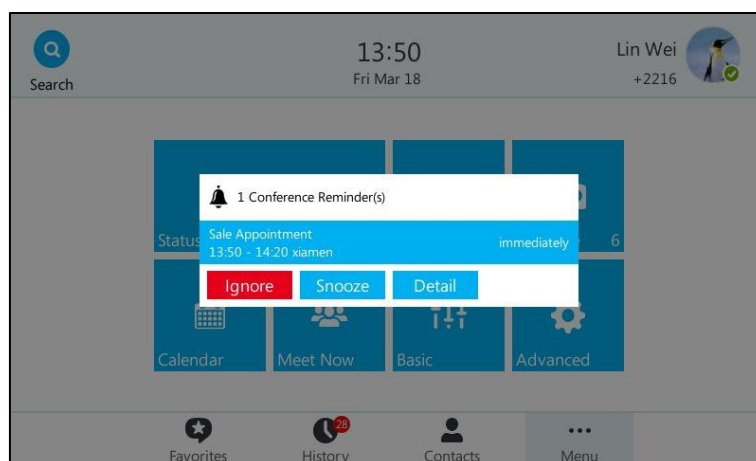 13:50
Lin Wei
Search
Fri Mar 18
+2216
1 Conference Reminder(s)
Sale Appointment
immediately
13:50 - 14:20 xiamen
Status
6
Ignore
Snooze
Detail
Calendar
Meet Now
Basic
Advanced
28
Favorites
History
Contacts
Menu